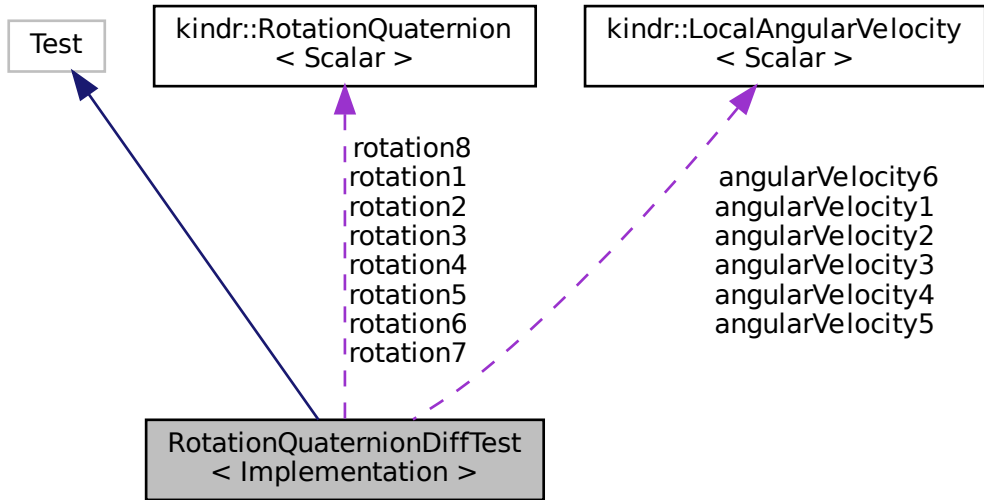 Test
kindr::RotationQuaternion
< Scalar >
kindr::LocalAngularVelocity
< Scalar >
rotation8
rotation1
rotation2
rotation3
rotation4
rotation5
rotation6
rotation7
angularVelocity6
angularVelocity1
angularVelocity2
angularVelocity3
angularVelocity4
angularVelocity5
RotationQuaternionDiffTest
< Implementation >